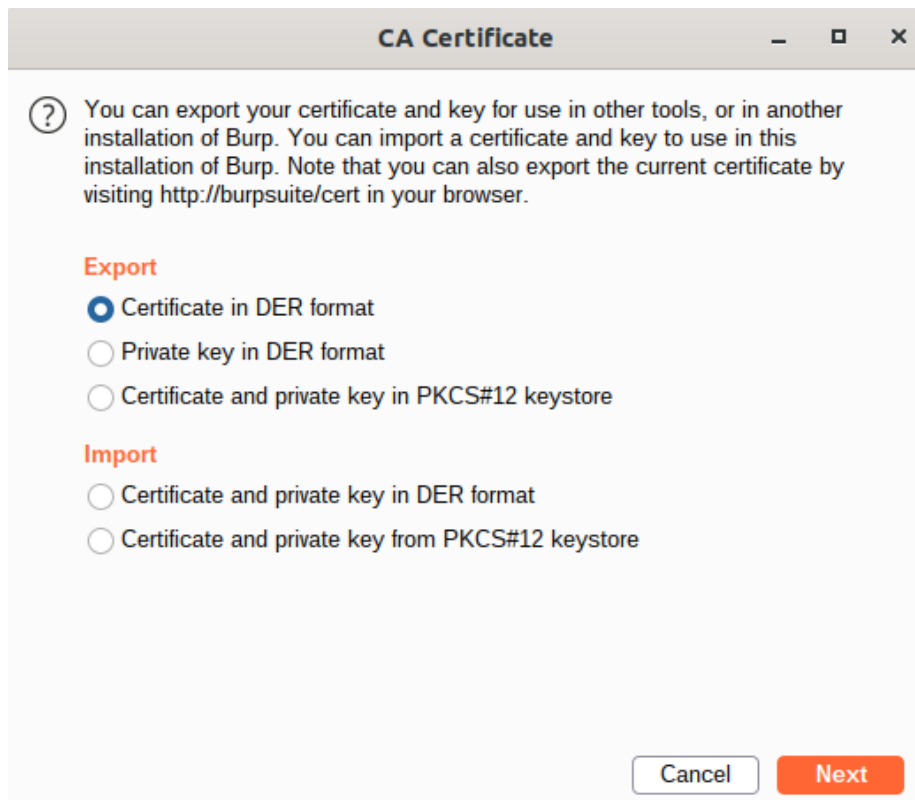 CA Certificate
You can export your certificate and key for use in other tools, or in another
installation of Burp. You can import a certificate and key to use in this
installation of Burp. Note that you can also export the current certificate by
visiting http://burpsuite/cert in your browser.
Export
Certificate in DER format
Private key in DER format
Certificate and private key in PKCS#12 keystore
Import
Certificate and private key in DER format
Certificate and private key from PKCS#12 keystore
Cancel
Next